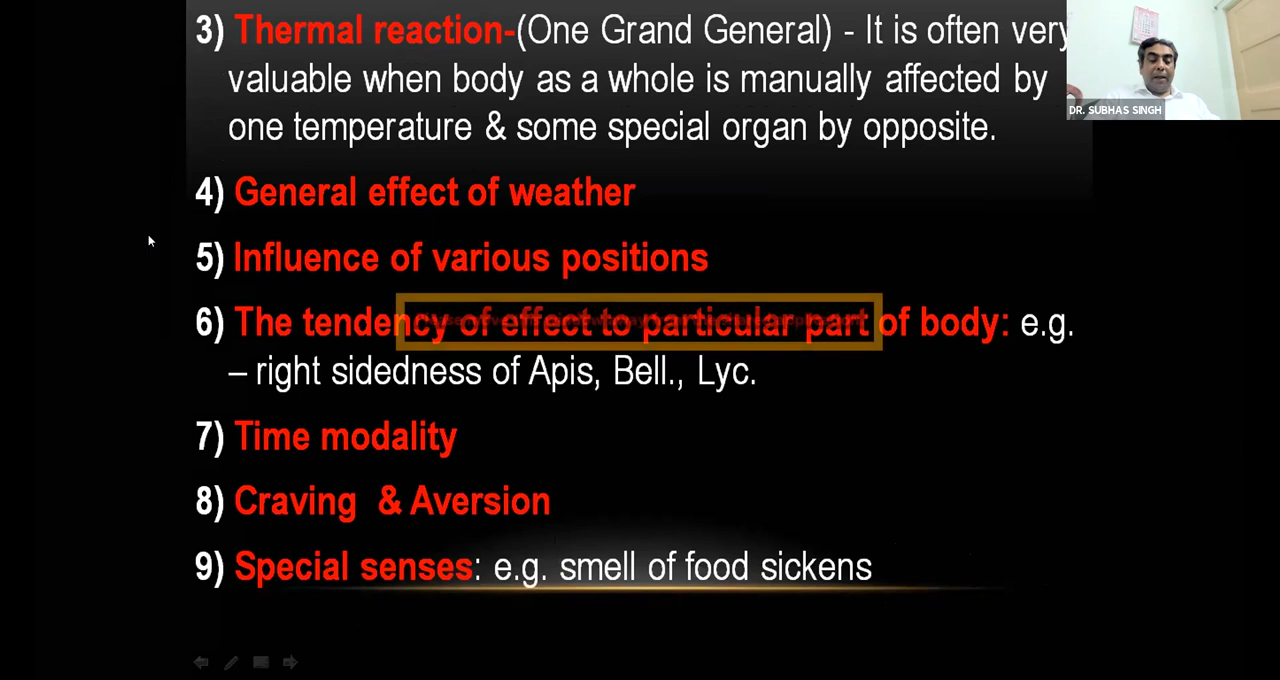 3) Thermal reaction-(One Grand General) - It is often very
valuable when body as a whole is manually affected by
one temperature & some special organ by opposite.
DR. SUBHAS SINGH
4) General effect of weather
5) Influence of various positions
6) The tendency of effect to particular part of body: e.g.
– right sidedness of Apis, Bell., Lyc.
7) Time modality
8) Craving & Aversion
9) Special senses: e.g. smell of food sickens